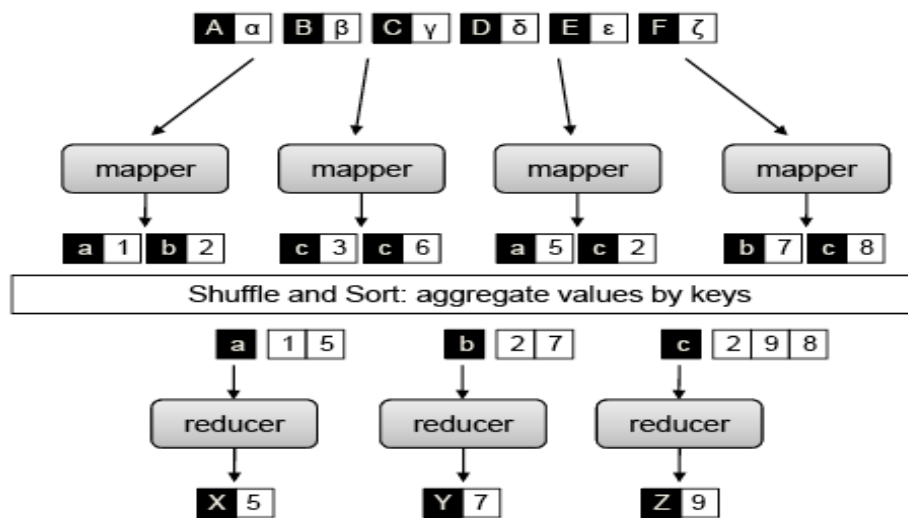 A α B β C γ D δ E ε F ζ
mapper mapper mapper mapper
a 1 b 2 c 3 c 6 a 5 c 2 b 7 c 8
Shuffle and Sort: aggregate values by keys
a 1 5 b 2 7 c 2 9 8
reducer reducer reducer
X 5 Y 7 Z 9